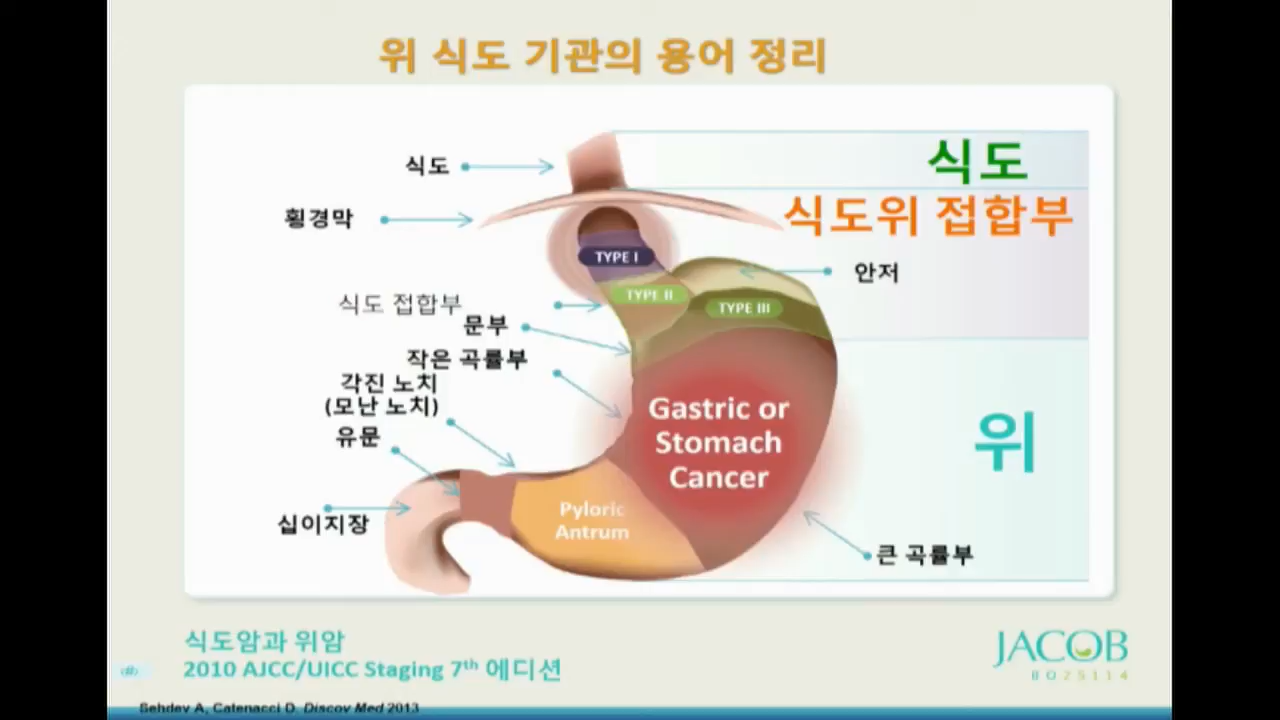 위 식도 기관의 용어 정리
식도
식도
식도위 접합부
횡경막
TYPE I
안저
TYPE II
식도 접합부
TYPE III
문부
작은 곡률부
각진 노치
(모난 노치)
Gastric or
Stomach
Cancer
위
유문
Pyloric
Antrum
십이지장
큰 곡률부
식도암과 위암
2010 AJCC/UICC Staging 7th 에디션
JACOB
BO25114
‹#›
Sehdev A, Catenacci D. Discov Med 2013